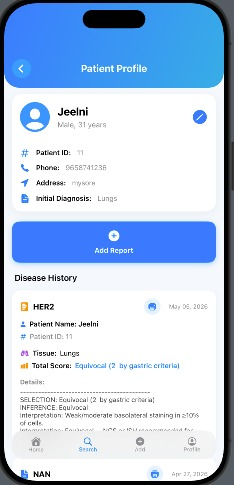 Patient Profile
Jeelni
Male, 31 years
# Patient ID: 11
Phone: 9658741236
Address: mysore
Initial Diagnosis: Lungs
Add Report
Disease History
HER2
May 05, 2026
Patient Name: Jeelni
# Patient ID: 11
Tissue: Lungs
Total Score: Equivocal (2 by gastric criteria)
Details:
----------------------------------------
SELECTION: Equivocal (2 by gastric criteria)
INFERENCE: Equivocal
Interpretation: Weak/moderate basolateral staining in ≥10%
of cells.
Home
Search
Add
Profile
NAN
Apr 27, 2026